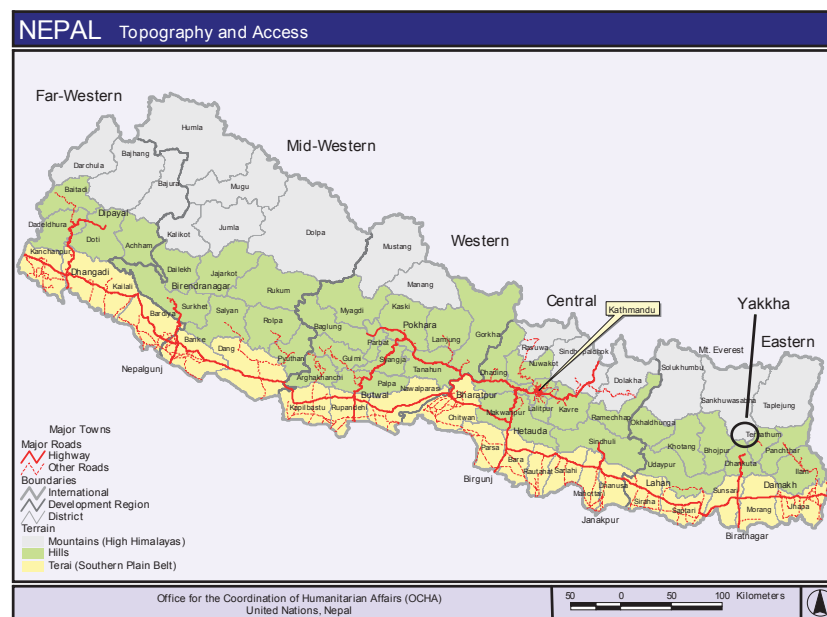 NEPAL Topography and Access
Far-Western
Humla
Mid-Western
Bajhang
Darchula
Bajura
Mugu
Baitadi
Dipayal
Jumla
Kalikot
Dolpa
Mustang
Western
Doti
Achham
Kanchanpur
Dailekh
Jajarkot
Manang
Dhangadi
Kailali
Birendranagar
Rukum
Central
Kathmandu
Yakkha
Surkhet
Salyan
Myagdi
Kaski
Gorkha
Bardiya
Rolpa
Baglung
Pokhara
Eastern
Parbat
Lamjung
Rasuwa
Mt. Everest
Banke
Dang
Gulmi
Nuwakot
Solukhumbu
Pyuthan
Syangja
Dolakha
Nepalgunj
Arghakhanchi
Tanahun
Dhading
Taplejung
Palpa
Nawalparasi
Lalitpur
Kavre
Sankhuwasabha
Kapilbastu
Rupandehi
Butwal
Bharatpur
Makwanpur
Ramechhap
Okhaldhonga
Chitwan
Hetauda
Khotang
Bhojpur
Panchthar
Sindhuli
Dhankuta
Ilam
Parsa
Bara
Udaypur
Birgunj
Rautahat
Sarlahi
Lahan
Sunsari
Damakh
Mahottari
Dhanusa
Siraha
Saptari
Morang
Jhapa
Janakpur
Biratnagar
Major Towns
Major Roads
Highway
Other Roads
Boundaries
International
Development Region
District
Terrain
Mountains (High Himalayas)
Hills
Terai (Southern Plain Belt)
Office for the Coordination of Humanitarian Affairs (OCHA)
United Nations, Nepal
50 0 50 100 Kilometers